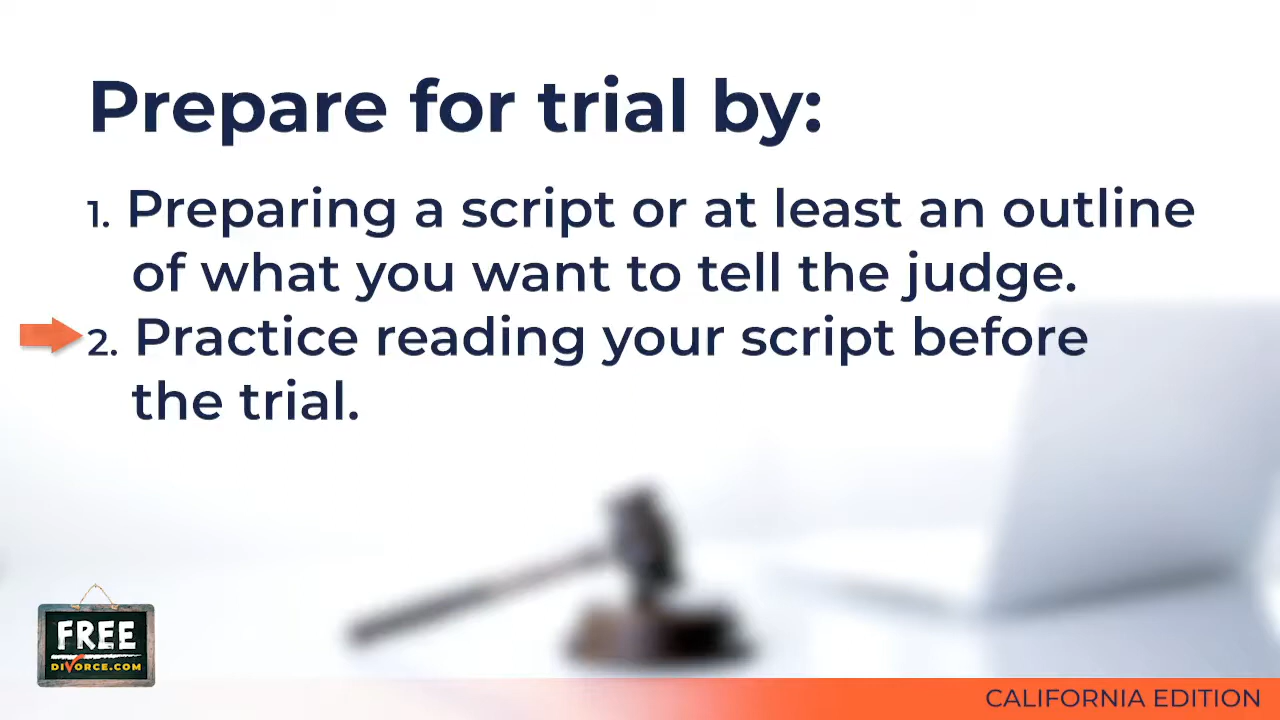 Prepare for trial by:
1. Preparing a script or at least an outline
of what you want to tell the judge.
2. Practice reading your script before
the trial.
FREE
DIVORCE.COM
CALIFORNIA EDITION